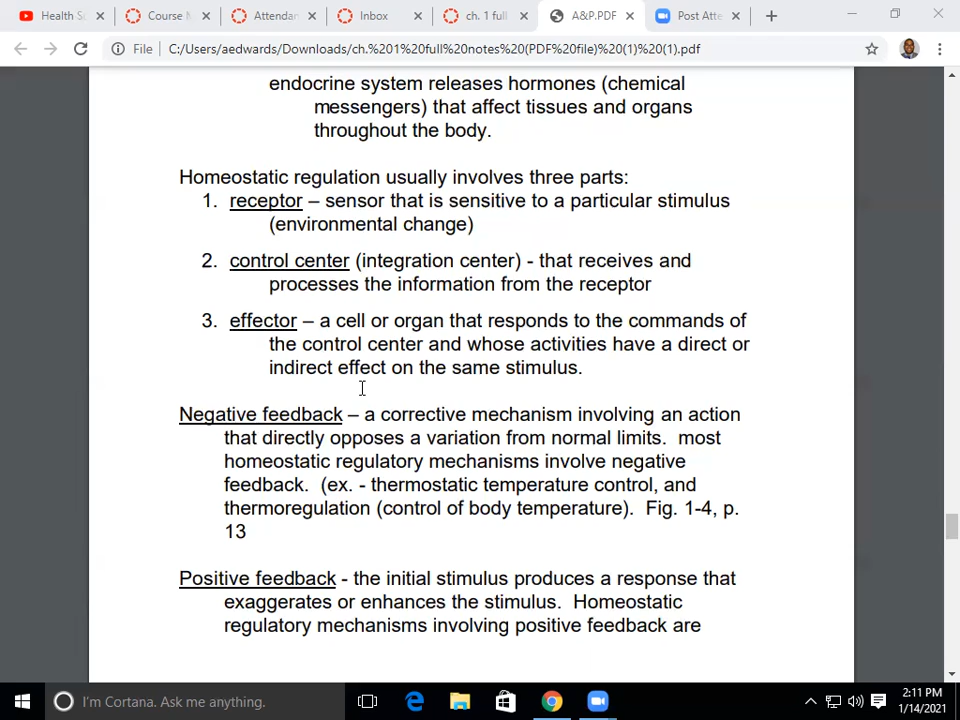 Health S
Course M
Attendan
Inbox
ch. 1 full
A&P.PDF
Post Atte
File
C:/Users/aedwards/Downloads/ch.%201%20full%20notes%20(PDF%20file)%20(1)%20(1).pdf
endocrine system releases hormones (chemical
messengers) that affect tissues and organs
throughout the body.
Homeostatic regulation usually involves three parts:
1. receptor – sensor that is sensitive to a particular stimulus
(environmental change)
2. control center (integration center) - that receives and
processes the information from the receptor
3. effector – a cell or organ that responds to the commands of
the control center and whose activities have a direct or
indirect effect on the same stimulus.
Negative feedback – a corrective mechanism involving an action
that directly opposes a variation from normal limits. most
homeostatic regulatory mechanisms involve negative
feedback. (ex. - thermostatic temperature control, and
thermoregulation (control of body temperature). Fig. 1-4, p.
13
Positive feedback - the initial stimulus produces a response that
exaggerates or enhances the stimulus. Homeostatic
regulatory mechanisms involving positive feedback are
I'm Cortana. Ask me anything.
2:11 PM
1/14/2021